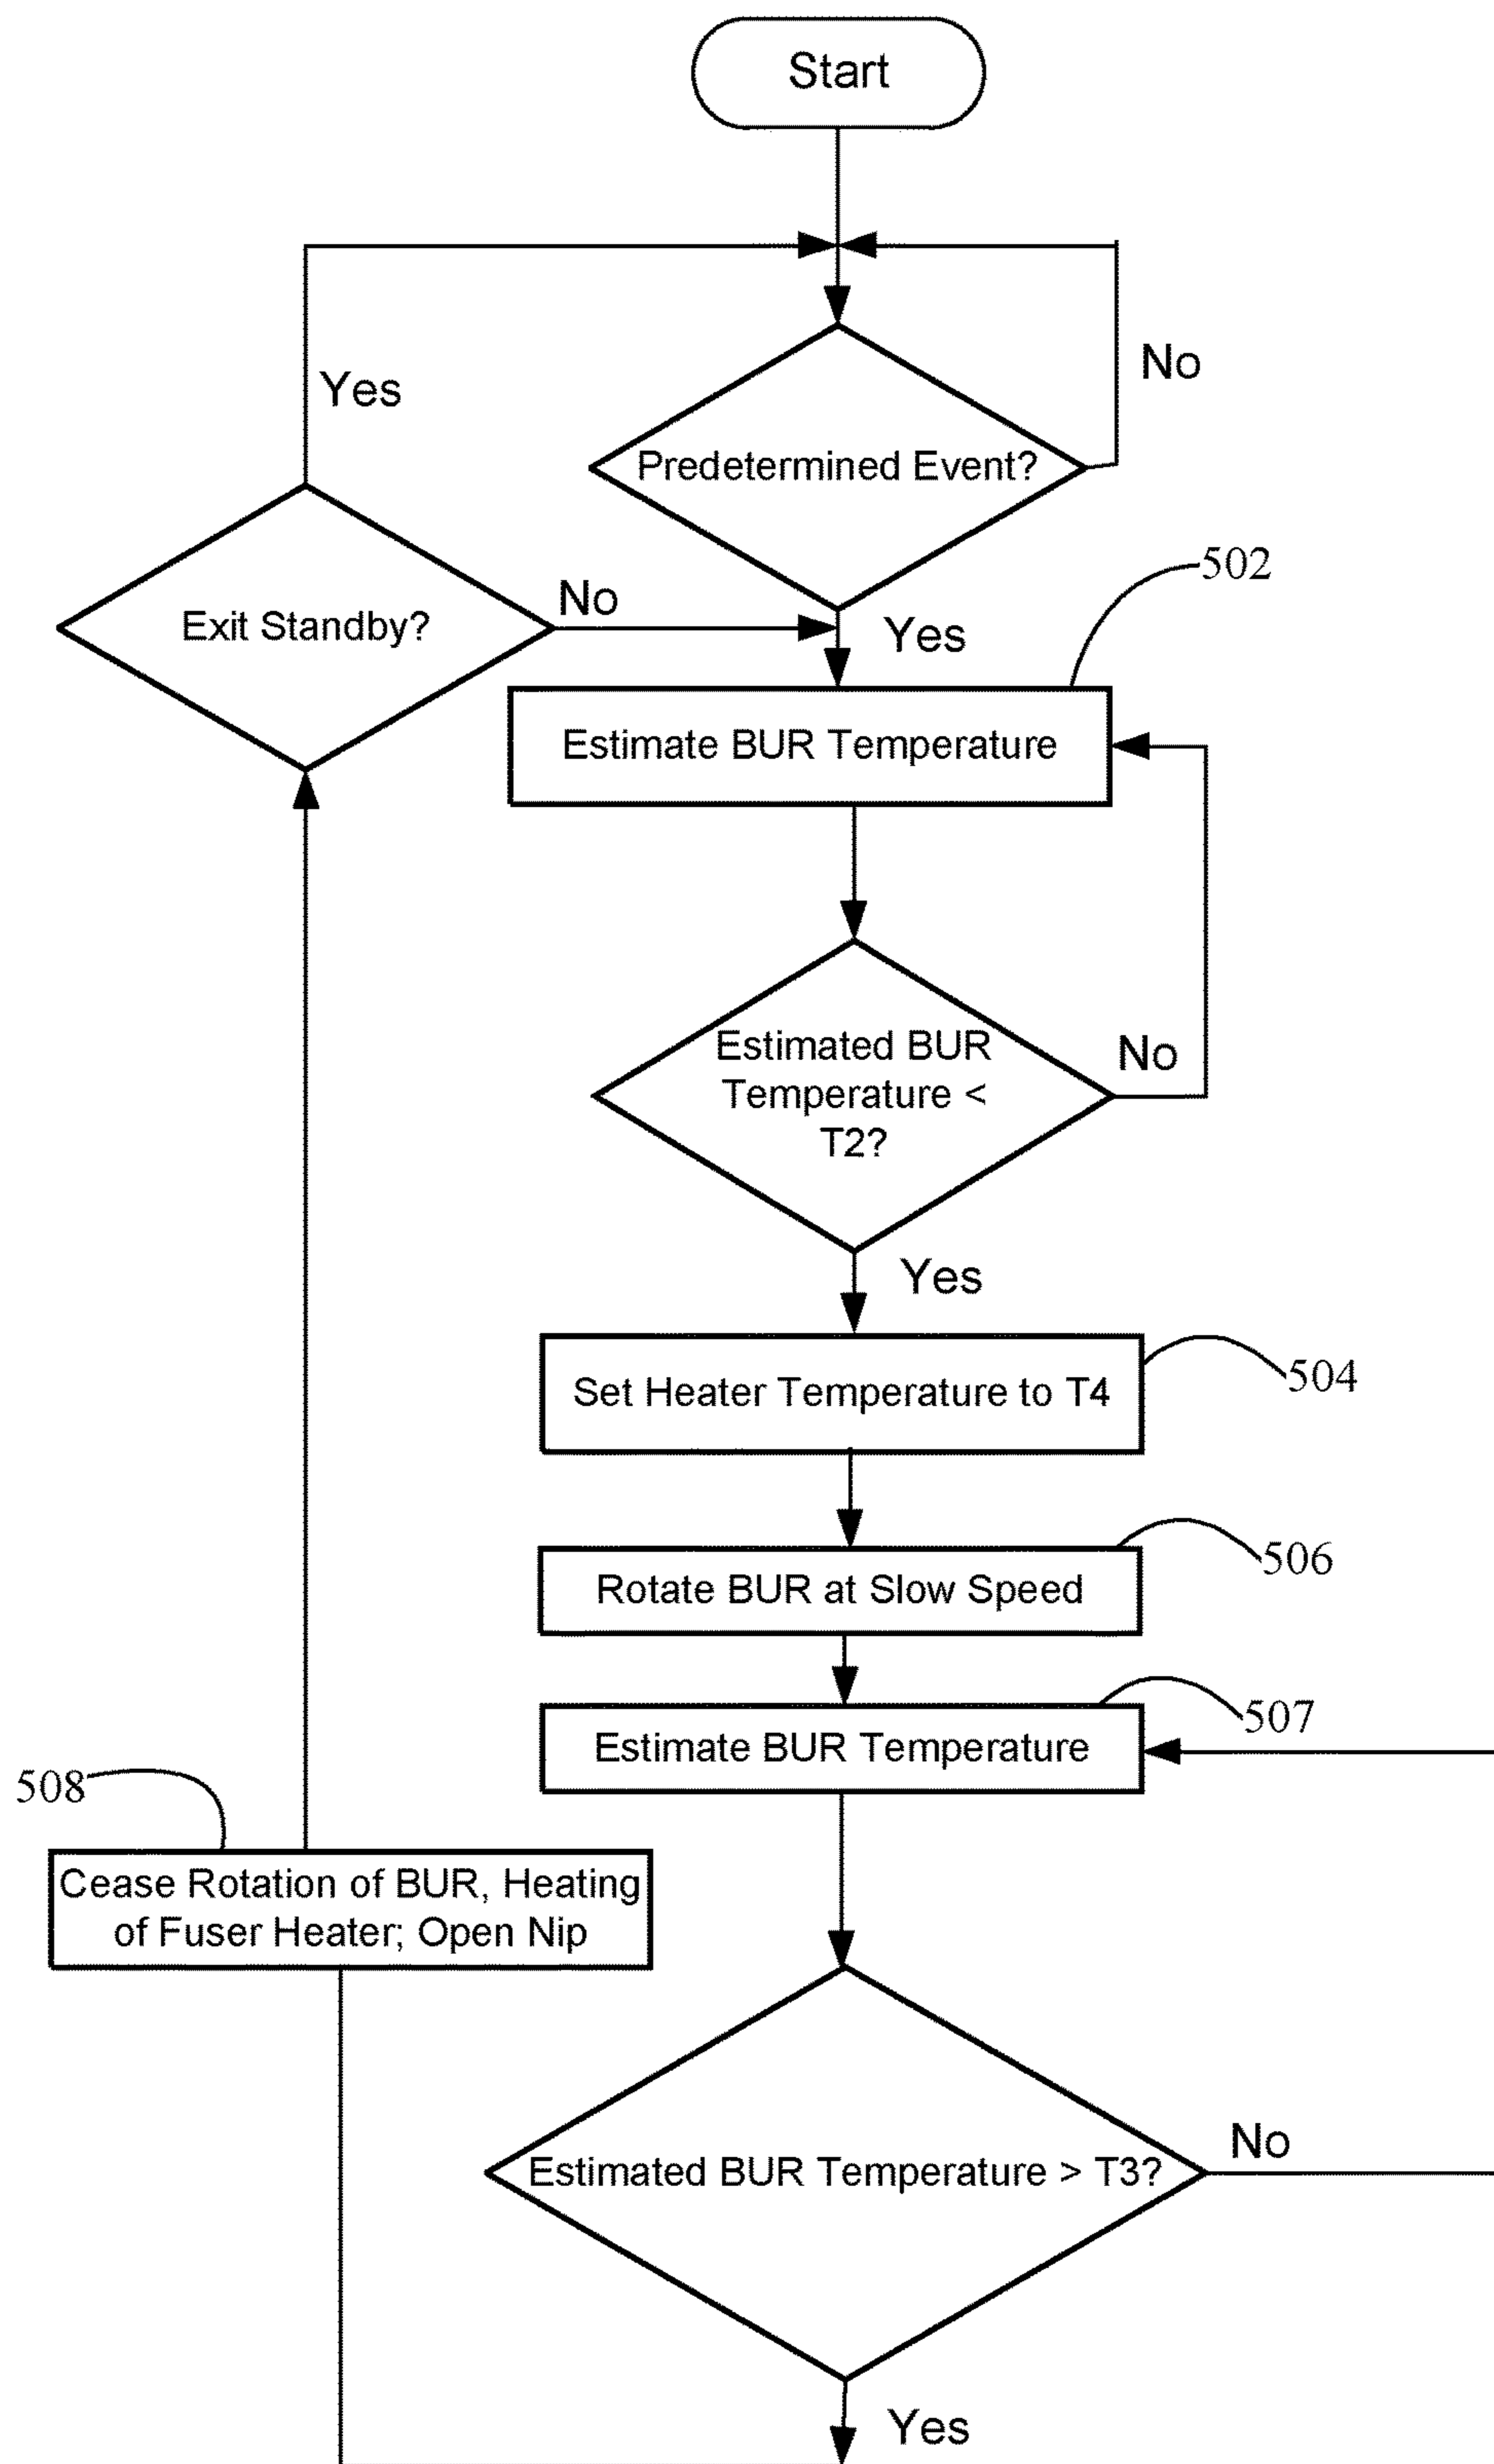 Start
No
Yes
Predetermined Event?
502
Exit Standby?
No
Yes
Estimate BUR Temperature
Estimated BUR
Temperature <
T2?
No
Yes
Set Heater Temperature to T4
504
Rotate BUR at Slow Speed
506
Estimate BUR Temperature
507
508
Cease Rotation of BUR, Heating
of Fuser Heater; Open Nip
Estimated BUR Temperature > T3?
No
Yes